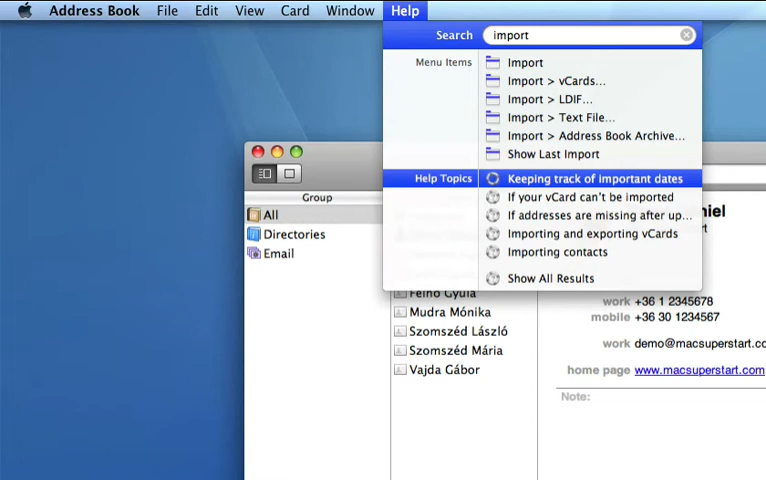 Address Book File Edit View Card Window Help
Search import
Menu Items Import
Import > vCards...
Import > LDIF...
Import > Text File...
Import > Address Book Archive...
Show Last Import
Help Topics Keeping track of important dates
If your vCard can't be imported
If addresses are missing after up...
Importing and exporting vCards
Importing contacts
Show All Results
Group
All
Directories
Email
niel
Felhő Gyula
Mudra Mónika
Szomszéd László
Szomszéd Mária
Vajda Gábor
work +36 1 2345678
mobile +36 30 1234567
work demo@macsuperstart.co
home page www.macsuperstart.com
Note: